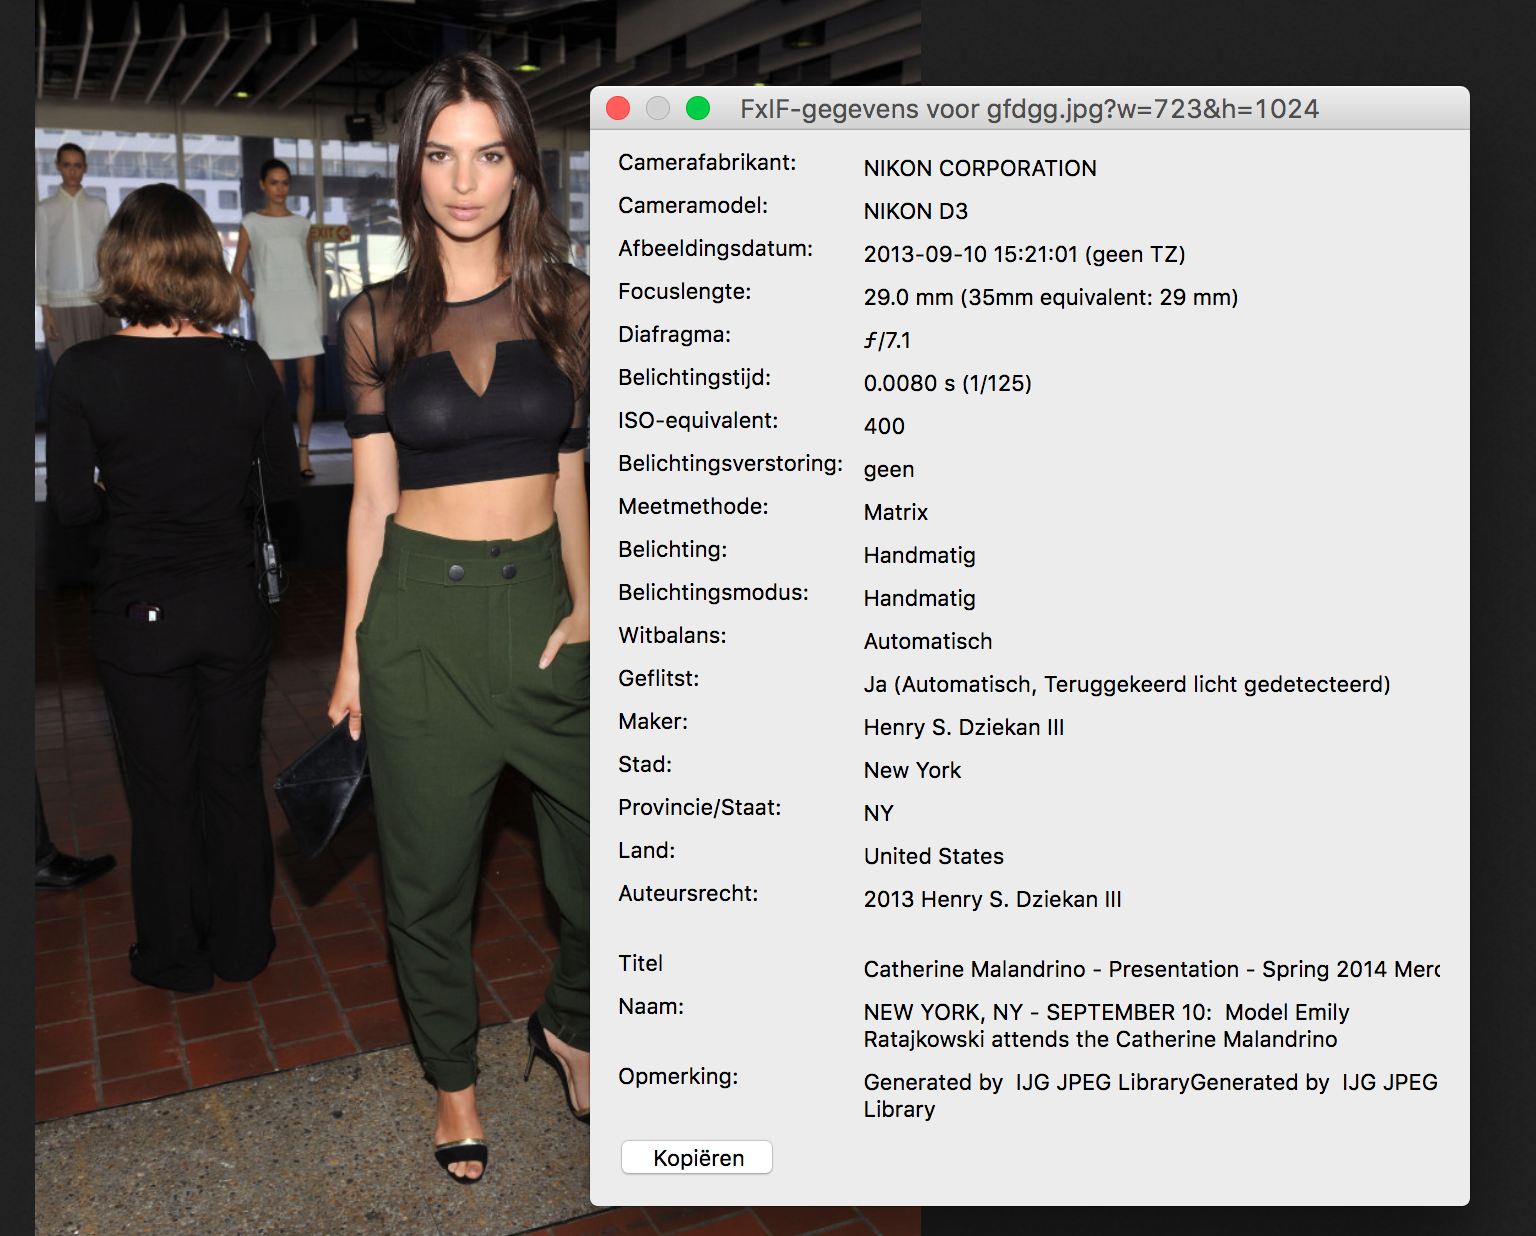 FxIF-gegevens voor gfdgg.jpg?w=723&h=1024
Camerafabrikant: NIKON CORPORATION
Cameramodel: NIKON D3
Afbeeldingsdatum: 2013-09-10 15:21:01 (geen TZ)
Focuslengte: 29.0 mm (35mm equivalent: 29 mm)
Diafragma: ƒ/7.1
Belichtingstijd: 0.0080 s (1/125)
ISO-equivalent: 400
Belichtingsverstoring: geen
Meetmethode: Matrix
Belichting: Handmatig
Belichtingsmodus: Handmatig
Witbalans: Automatisch
Geflitst: Ja (Automatisch, Teruggekeerd licht gedetecteerd)
Maker: Henry S. Dziekan III
Stad: New York
Provincie/Staat: NY
Land: United States
Auteursrecht: 2013 Henry S. Dziekan III
Titel Catherine Malandrino - Presentation - Spring 2014 Merc
Naam: NEW YORK, NY - SEPTEMBER 10:  Model Emily
Ratajkowski attends the Catherine Malandrino
Opmerking: Generated by  IJG JPEG LibraryGenerated by  IJG JPEG
Library
Kopiëren
EXIT